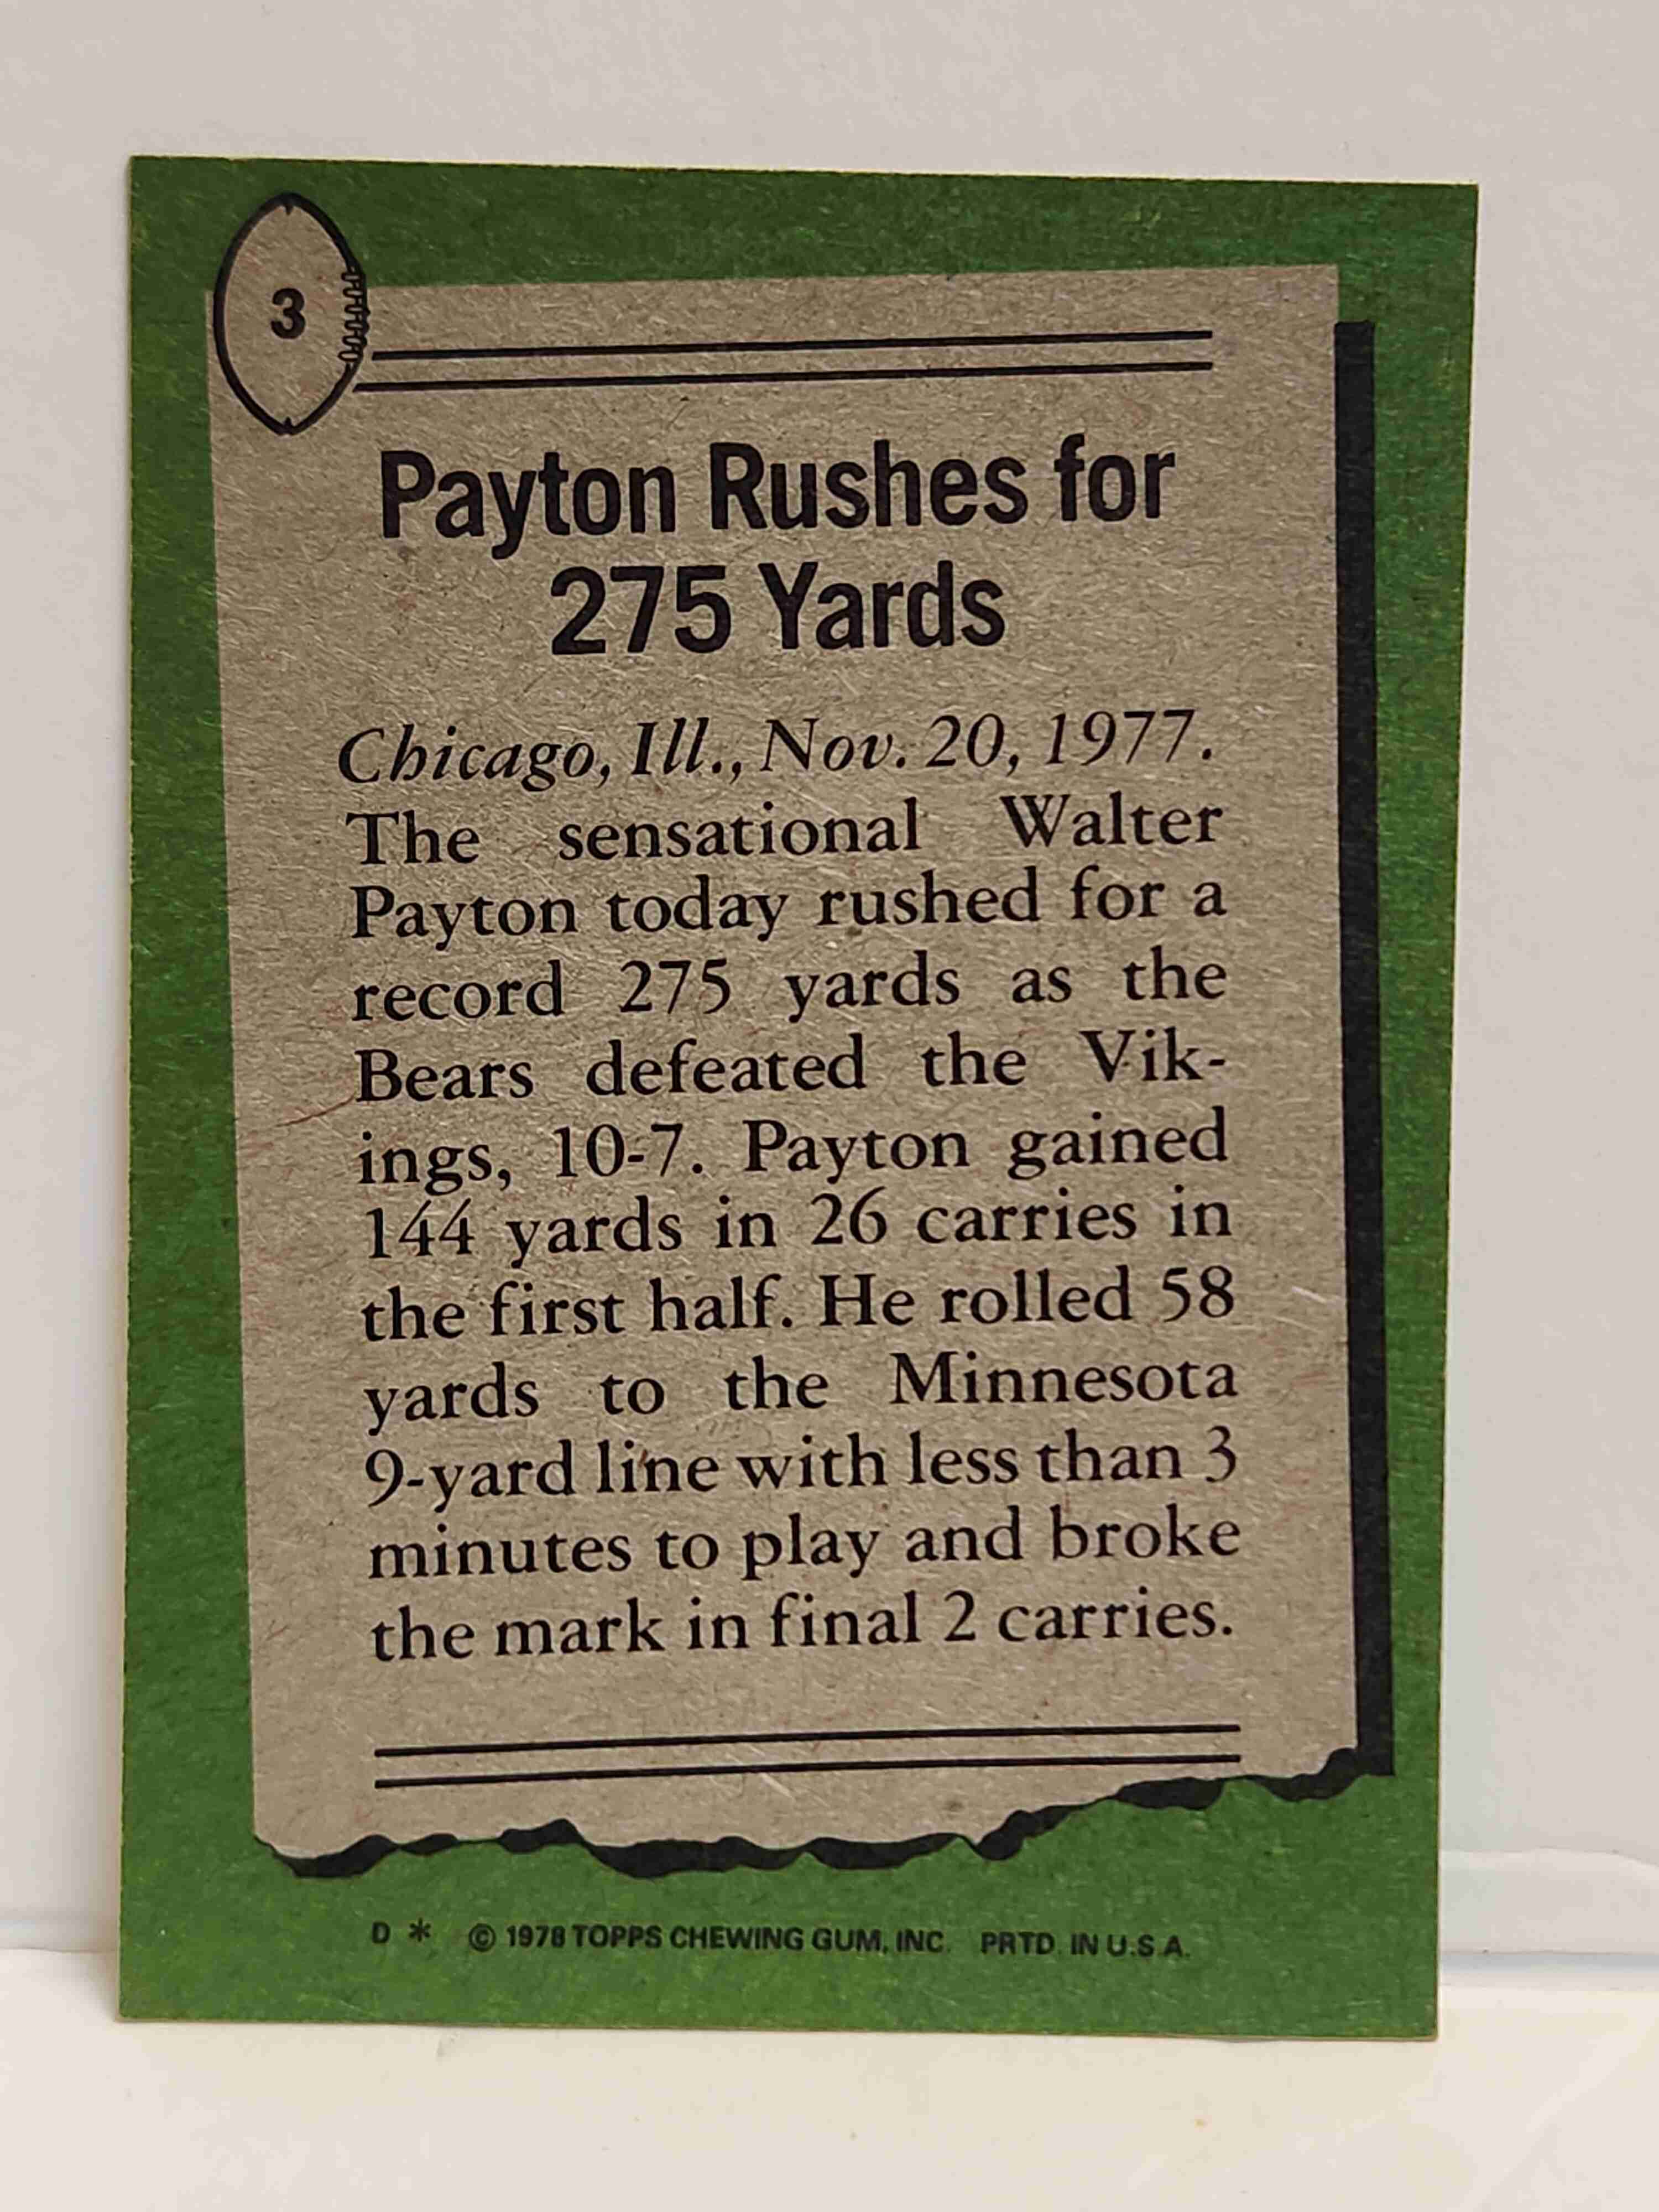 3
Payton Rushes for
275 Yards
Chicago, Ill., Nov. 20, 1977.
The sensational Walter
Payton today rushed for a
record 275 yards as the
Bears defeated the Vik-
ings, 10-7. Payton gained
144 yards in 26 carries in
the first half. He rolled 58
yards to the Minnesota
9-yard line with less than 3
minutes to play and broke
the mark in final 2 carries.
D * © 1978 TOPPS CHEWING GUM, INC. PRTD. IN U.S.A.